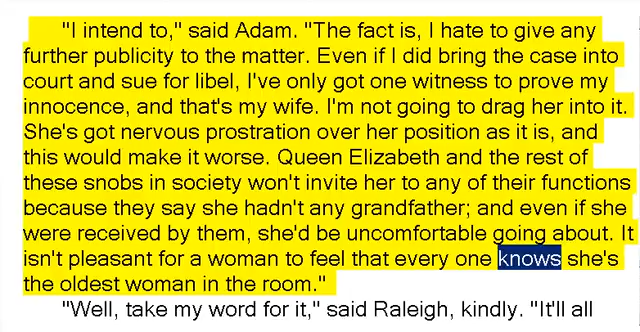 "I intend to," said Adam. "The fact is, I hate to give any
further publicity to the matter. Even if I did bring the case into
court and sue for libel, I've only got one witness to prove my
innocence, and that's my wife. I'm not going to drag her into it.
She's got nervous prostration over her position as it is, and
this would make it worse. Queen Elizabeth and the rest of
these snobs in society won't invite her to any of their functions
because they say she hadn't any grandfather; and even if she
were received by them, she'd be uncomfortable going about. It
isn't pleasant for a woman to feel that every one knows she's
the oldest woman in the room."
"Well, take my word for it," said Raleigh, kindly. "It'll all